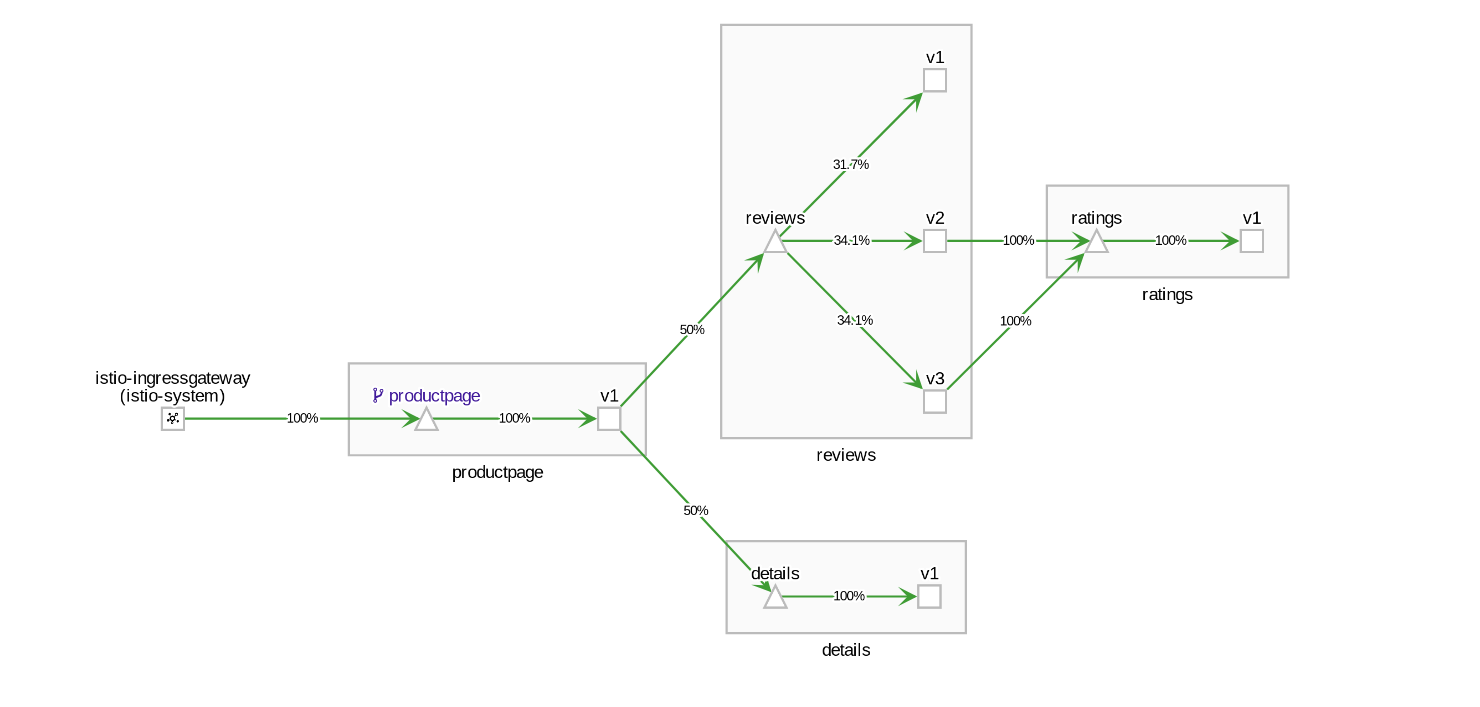 v1
31.7%
reviews
v2
ratings
v1
34.1%
100%
100%
ratings
34.1%
100%
50%
v3
istio-ingressgateway
(istio-system)
productpage
v1
100%
100%
reviews
productpage
50%
details
v1
100%
details